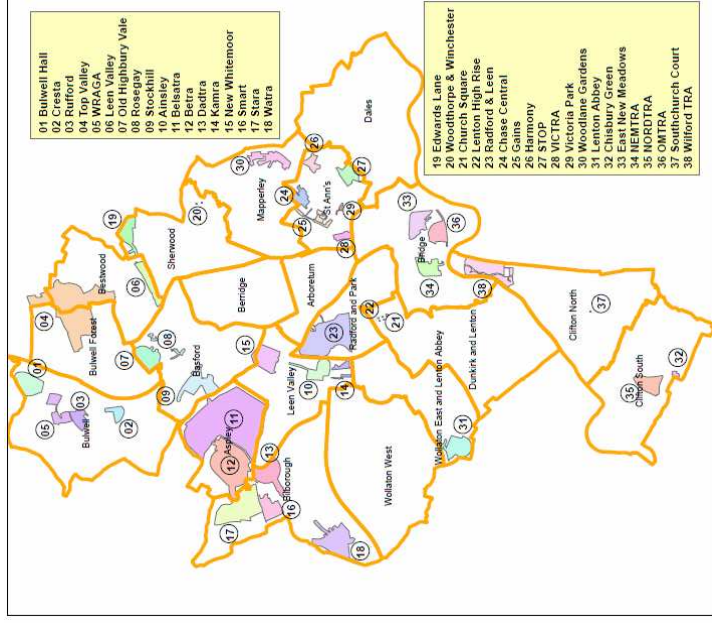 01 Bulwell Hall
02 Cresta
03 Rufford
04 Top Valley
05 WRAGA
06 Leen Valley
07 Old Highbury Vale
08 Rosegay
09 Stockhill
10 Ainsley
11 Belsatra
12 Betra
13 Dadtra
14 Kamra
15 New Whitemoor
16 Smart
17 Stara
18 Watra
19 Edwards Lane
20 Woodthorpe & Winchester
21 Church Square
22 Lenton High Rise
23 Radford & Leen
24 Chase Central
25 Gains
26 Harmony
27 STOP
28 VICTRA
29 Victoria Park
30 Woodlane Gardens
31 Lenton Abbey
32 Chisbury Green
33 East New Meadows
34 NEMTRA
35 NORDTRA
36 OMTRA
37 Southchurch Court
38 Wilford TRA
01
05
03
Bulwell
02
04
Bulwell Forest
Bestwood
19
06
Sherwood
20
07
08
09
Basford
15
Berridge
Mapperley
30
Dales
24
26
25
St Ann's
27
29
28
Arboretum
11
12
Aspley
13
Bilborough
16
17
18
Leen Valley
10
14
23
Radford and Park
22
21
33
Bridge
34
36
38
Wollaton West
Wollaton East and Lenton Abbey
31
Dunkirk and Lenton
Clifton North
37
35
Clifton South
32